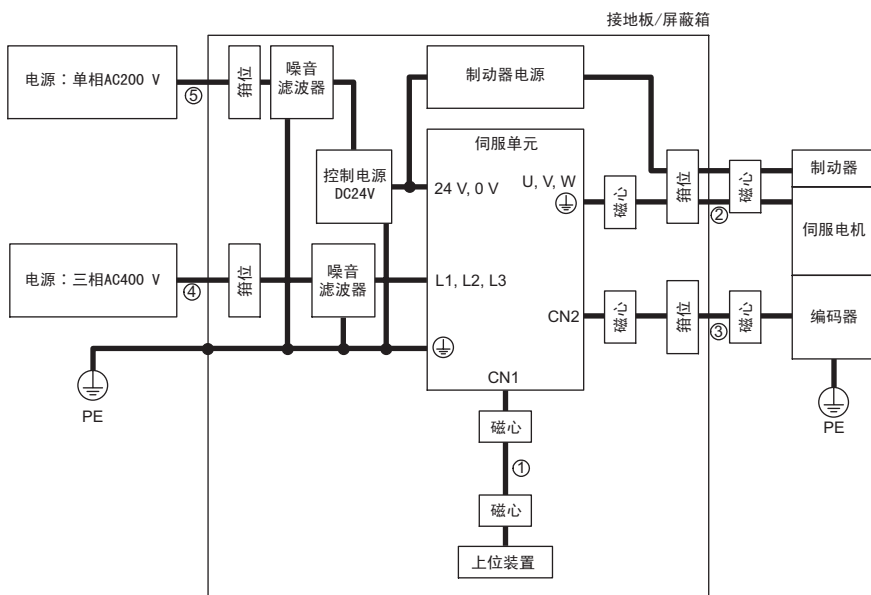 接地板/屏蔽箱
电源：单相AC200 V
⑤
箝位
噪音
滤波器
制动器电源
伺服单元
控制电源
DC24V
24 V, 0 V
U, V, W
磁心
箝位
②
磁心
制动器
伺服电机
电源：三相AC400 V
④
箝位
噪音
滤波器
L1, L2, L3
CN2
磁心
箝位
③
磁心
编码器
PE
CN1
PE
磁心
①
磁心
上位装置